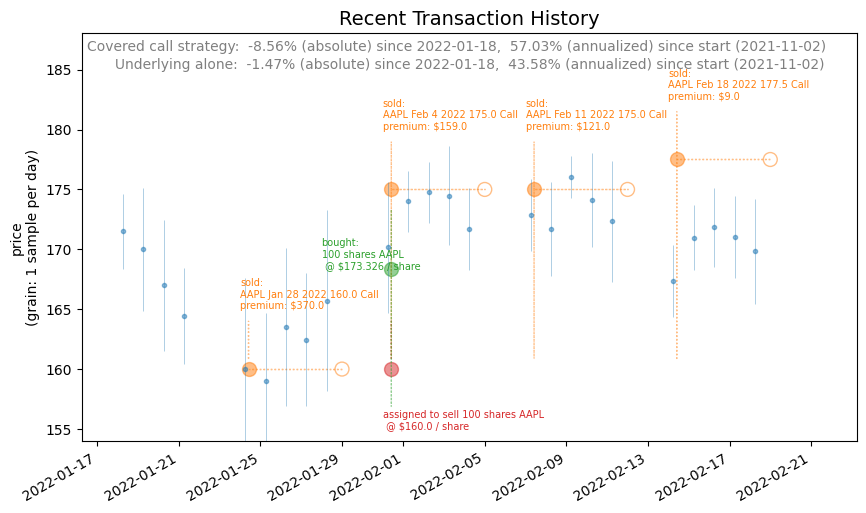 Recent Transaction History
Covered call strategy:  -8.56% (absolute) since 2022-01-18,  57.03% (annualized) since start (2021-11-02)
Underlying alone:  -1.47% (absolute) since 2022-01-18,  43.58% (annualized) since start (2021-11-02)
sold:
AAPL Feb 18 2022 177.5 Call
premium: $9.0
sold:
AAPL Feb 4 2022 175.0 Call
premium: $159.0
sold:
AAPL Feb 11 2022 175.0 Call
premium: $121.0
bought:
100 shares AAPL
@ $173.326 / share
sold:
AAPL Jan 28 2022 160.0 Call
premium: $370.0
assigned to sell 100 shares AAPL
@ $160.0 / share
price
(grain: 1 sample per day)
185
180
175
170
165
160
155
2022-01-17
2022-01-21
2022-01-25
2022-01-29
2022-02-01
2022-02-05
2022-02-09
2022-02-13
2022-02-17
2022-02-21